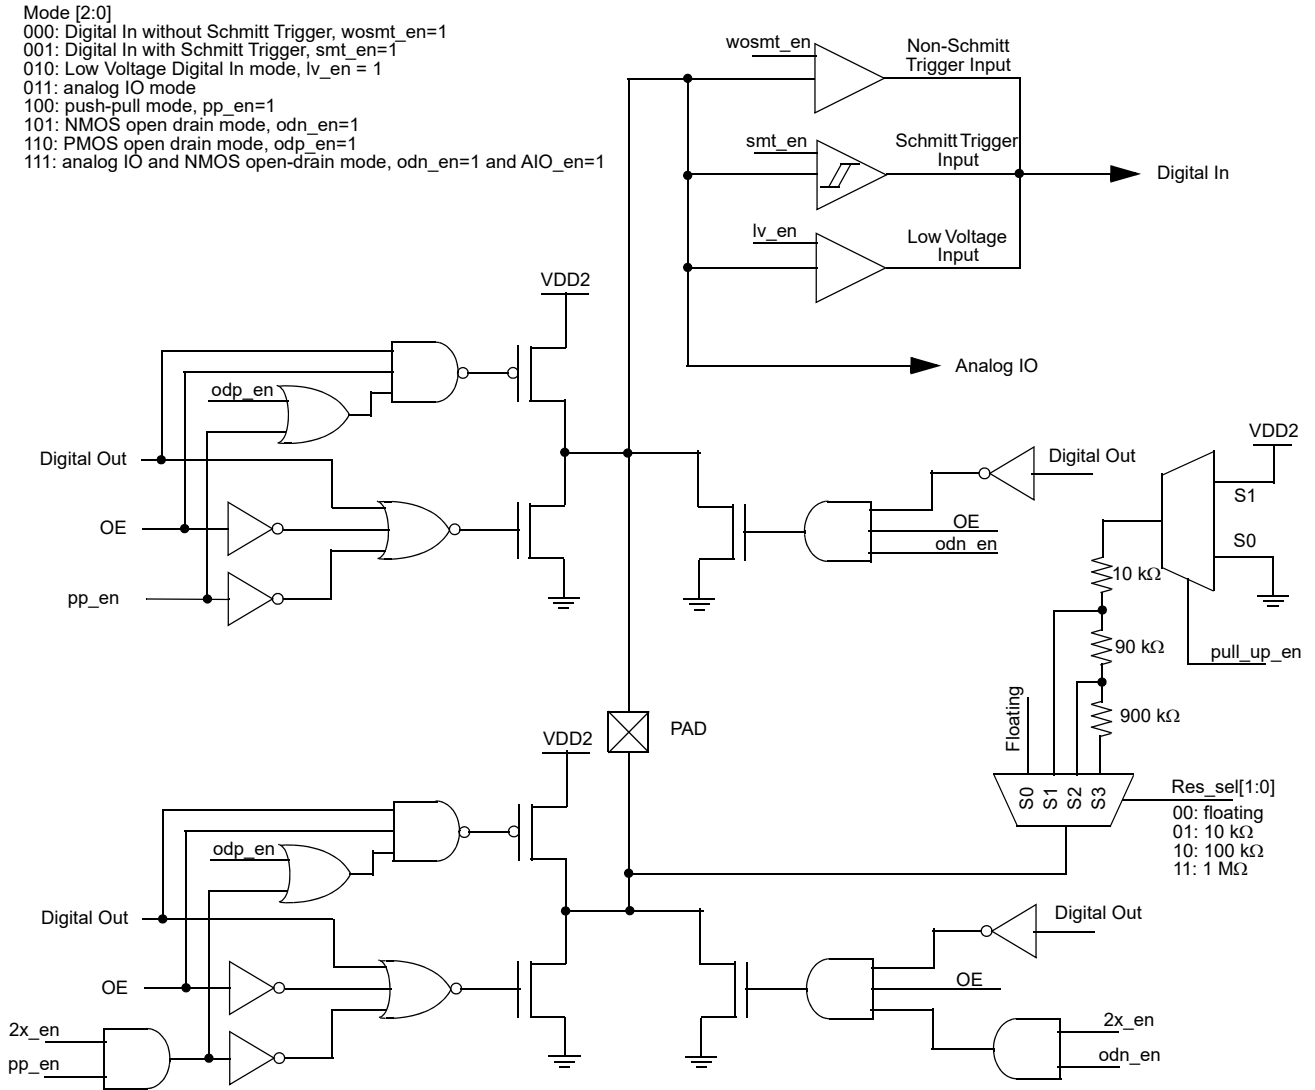 Mode [2:0]
000: Digital In without Schmitt Trigger, wosmt_en=1
001: Digital In with Schmitt Trigger, smt_en=1
010: Low Voltage Digital In mode, lv_en = 1
011: analog IO mode
100: push-pull mode, pp_en=1
101: NMOS open drain mode, odn_en=1
110: PMOS open drain mode, odp_en=1
111: analog IO and NMOS open-drain mode, odn_en=1 and AIO_en=1
wosmt_en
Non-Schmitt
Trigger Input
smt_en
Schmitt Trigger
Input
Digital In
lv_en
Low Voltage
Input
Analog IO
VDD2
odp_en
Digital Out
OE
pp_en
Digital Out
OE
odn_en
VDD2
S1
S0
10 kΩ
90 kΩ
pull_up_en
900 kΩ
Floating
PAD
S0
S1
S2
S3
Res_sel[1:0]
00: floating
01: 10 kΩ
10: 100 kΩ
11: 1 MΩ
VDD2
odp_en
Digital Out
OE
2x_en
pp_en
Digital Out
OE
2x_en
odn_en